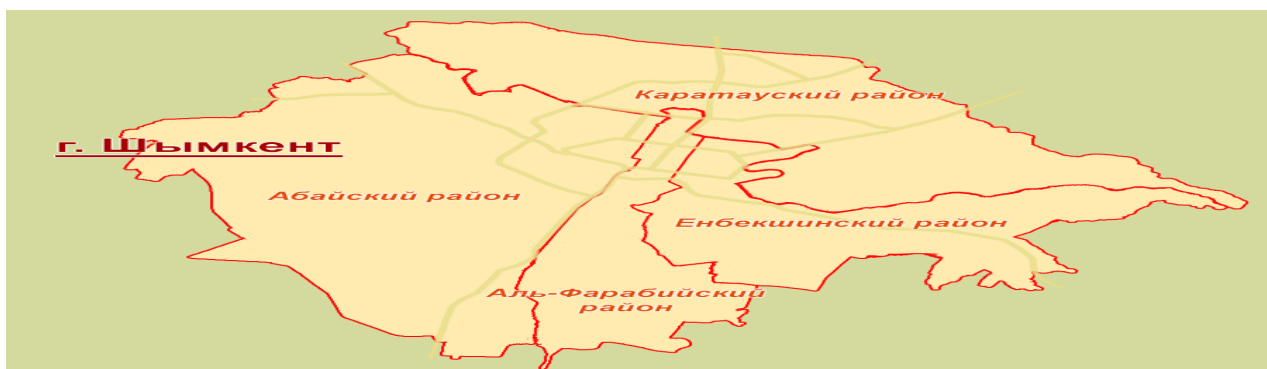 Каратауский район
г. Шымкент
Абайский район
Енбекшинский район
Аль-Фарабийский
район